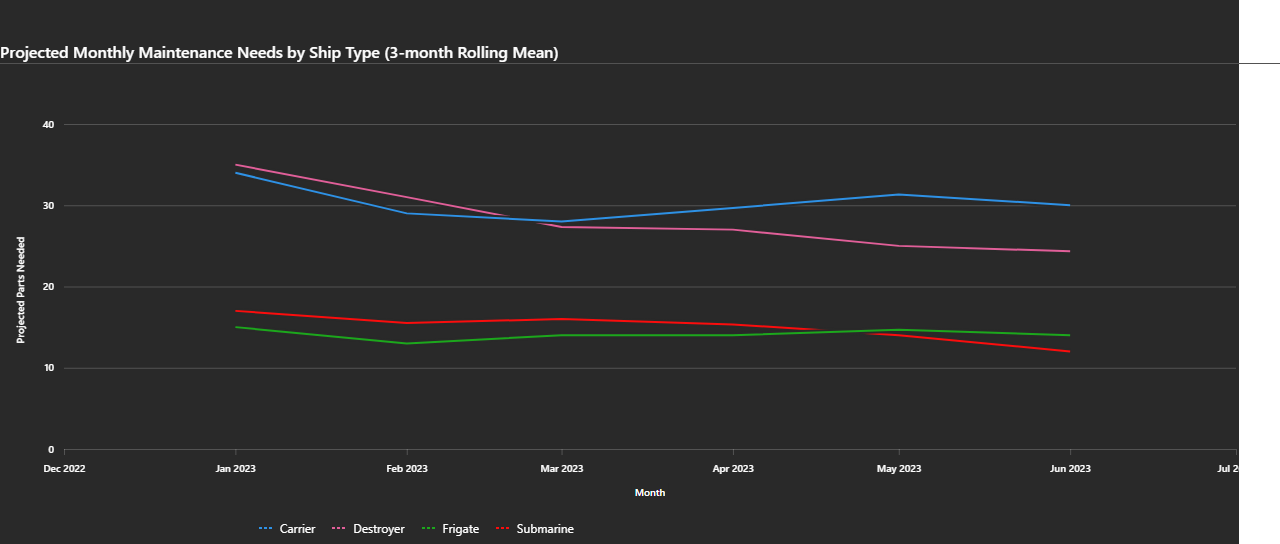 Projected Monthly Maintenance Needs by Ship Type (3-month Rolling Mean)
40
30
20
10
0
Projected Parts Needed
Dec 2022 Jan 2023 Feb 2023 Mar 2023 Apr 2023 May 2023 Jun 2023 Jul 20
Month
Carrier Destroyer Frigate Submarine